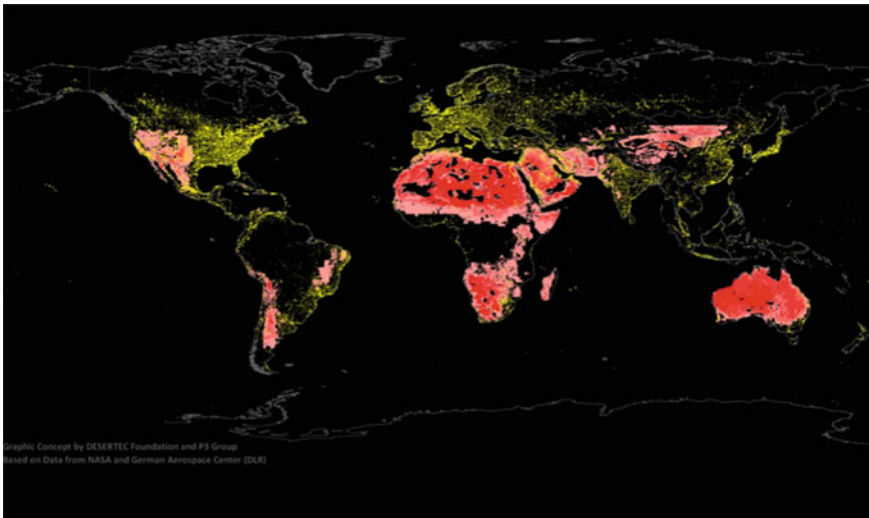 Graphic Concept by DESERTEC Foundation and P3 Group
Based on Data from NASA and German Aerospace Center (DLR)